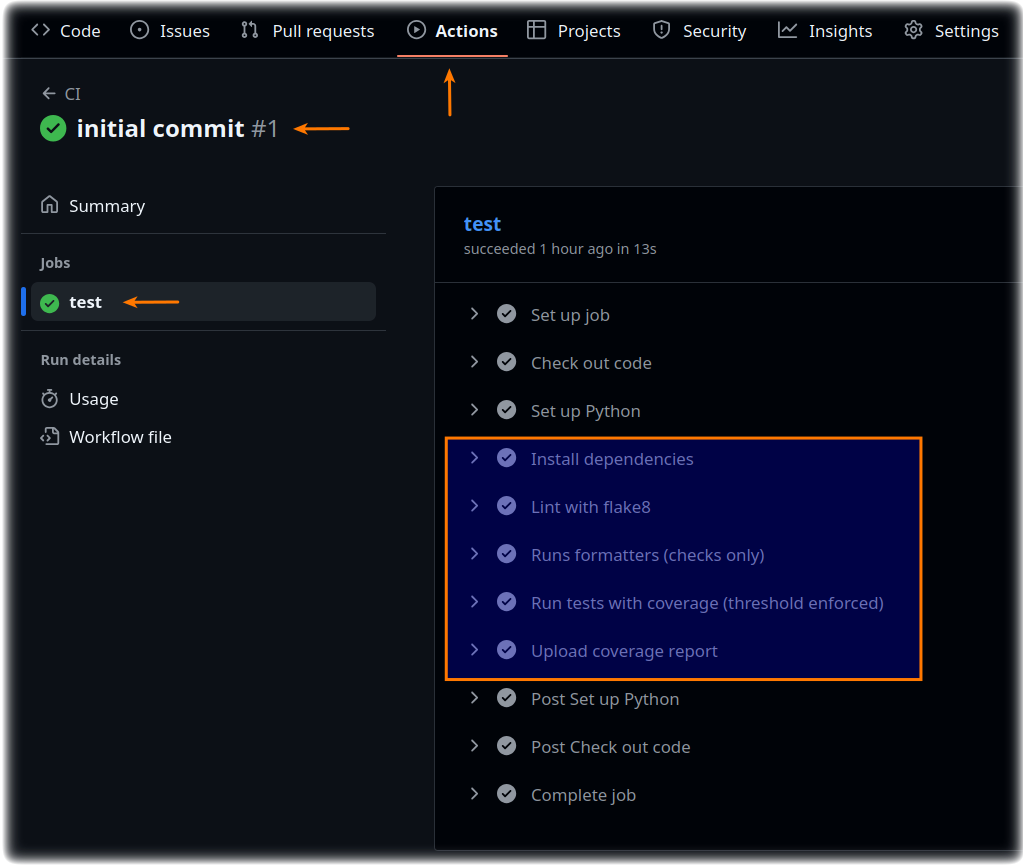 Code Issues Pull requests Actions Projects Security Insights Settings
CI
initial commit #1
Summary
Jobs
test
Run details
Usage
Workflow file
test
succeeded 1 hour ago in 13s
Set up job
Check out code
Set up Python
Install dependencies
Lint with flake8
Runs formatters (checks only)
Run tests with coverage (threshold enforced)
Upload coverage report
Post Set up Python
Post Check out code
Complete job